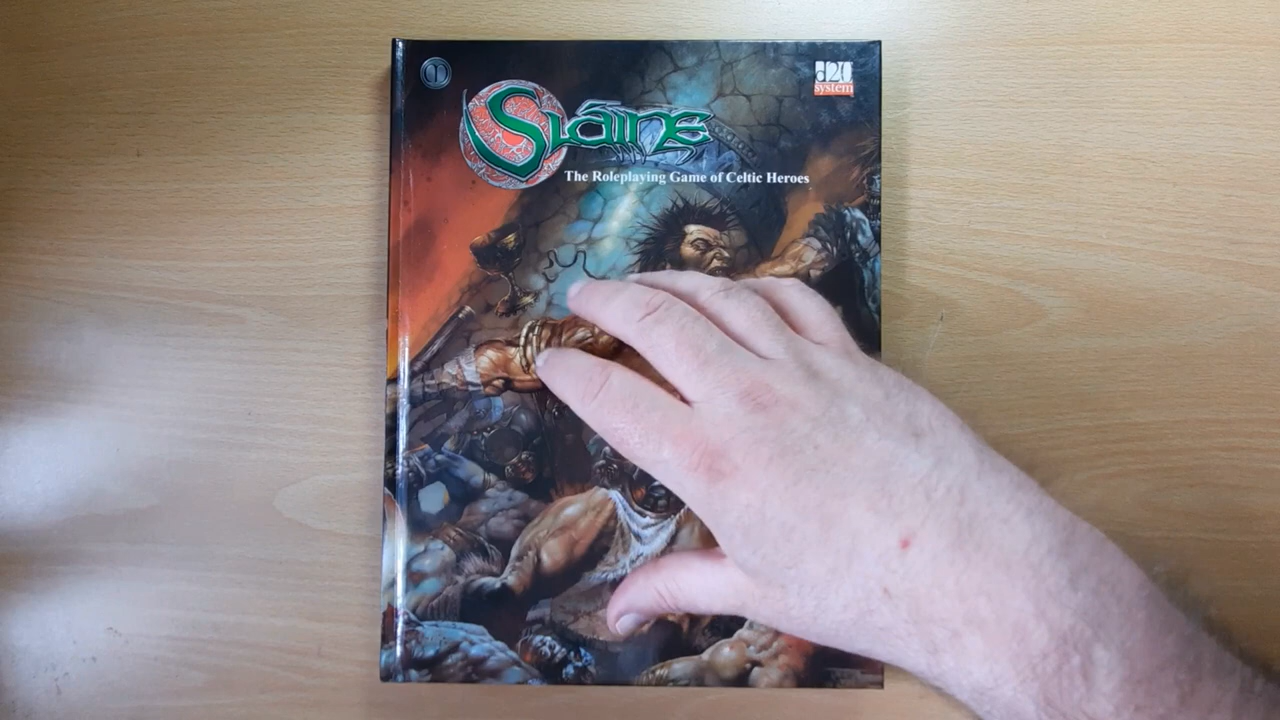 Sláine
d20
system
The Roleplaying Game of Celtic Heroes